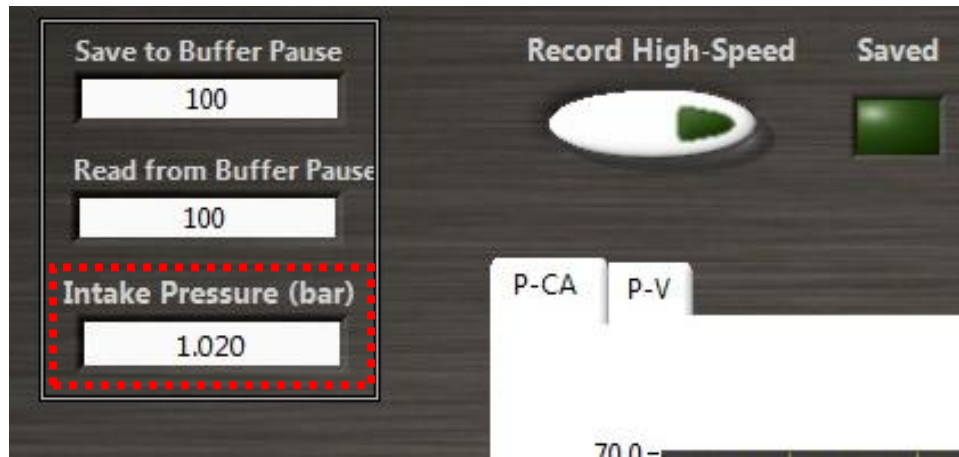 Save to Buffer Pause
100
Read from Buffer Pause
100
Intake Pressure (bar)
1.020
Record High-Speed
Saved
P-CA
P-V
70.0